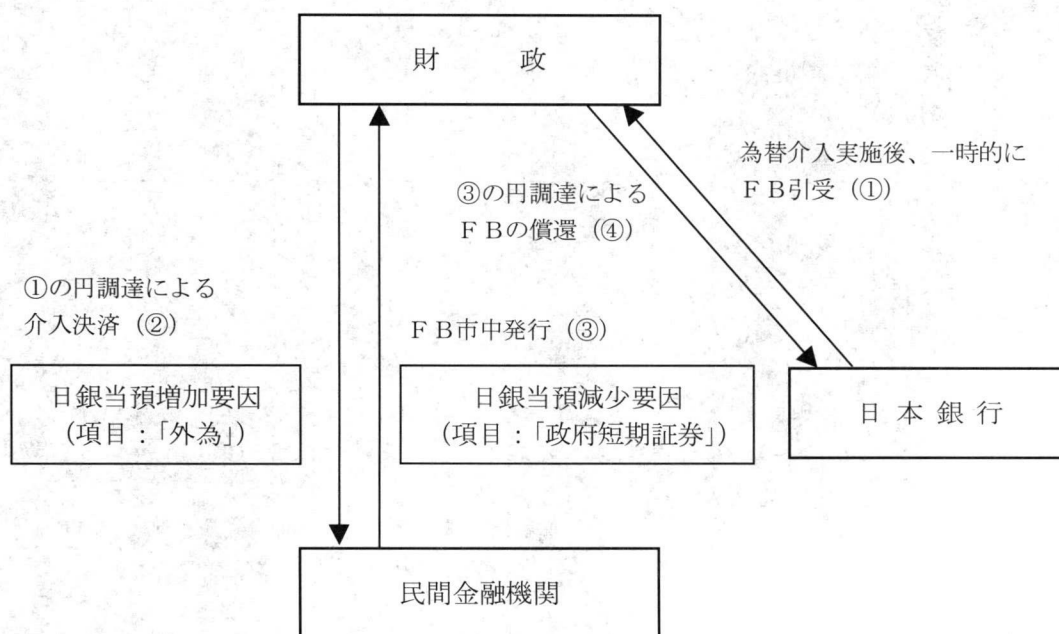 財　　　政
為替介入実施後、一時的に
ＦＢ引受（①）
③の円調達による
ＦＢの償還（④）
①の円調達による
介入決済（②）
ＦＢ市中発行（③）
日銀当預増加要因
（項目：「外為」）
日銀当預減少要因
（項目：「政府短期証券」）
日 本 銀 行
民間金融機関